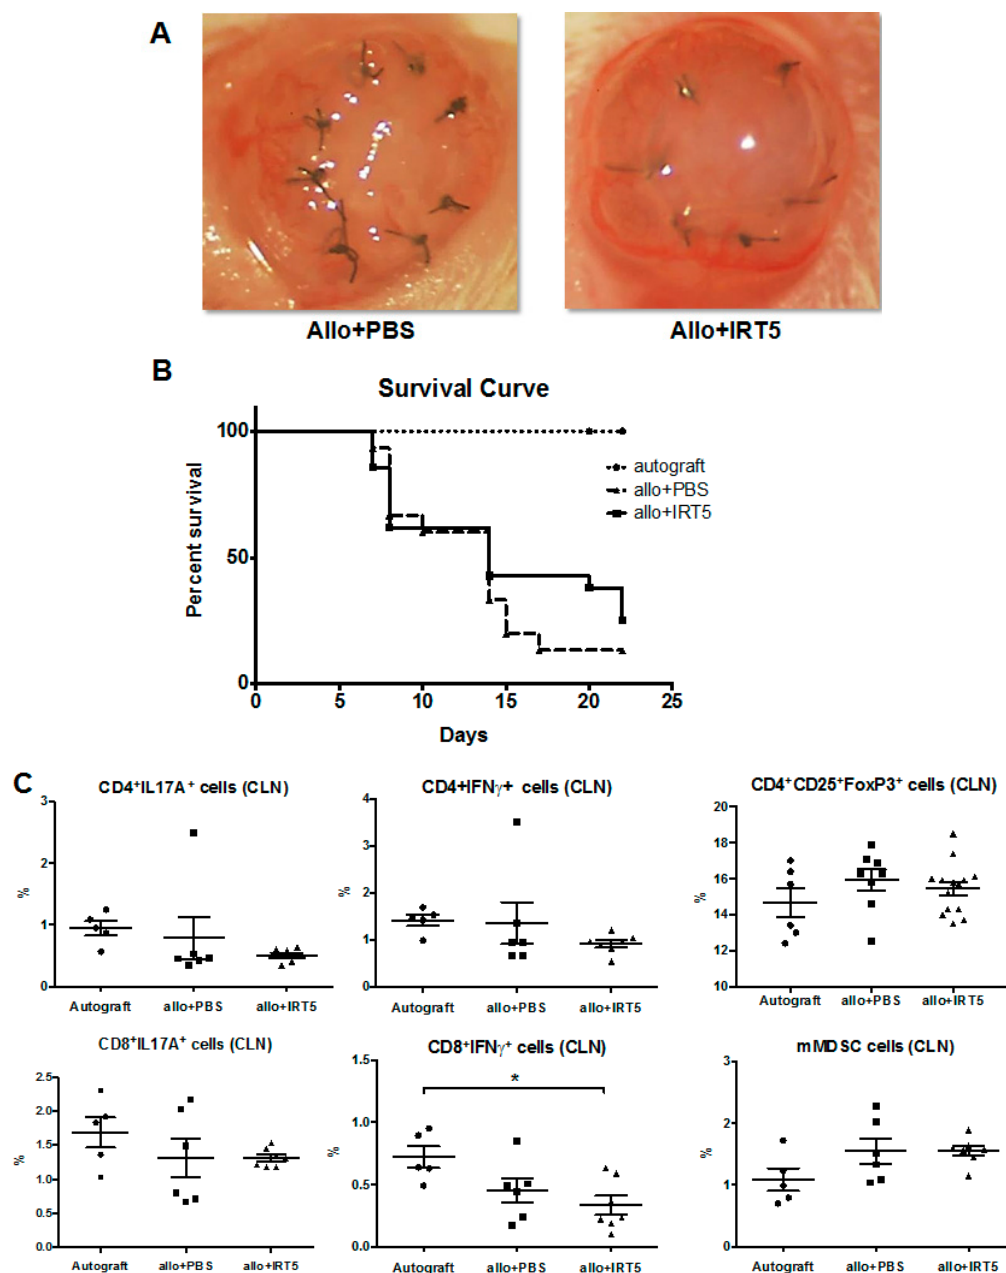 A
Allo+PBS
Allo+IRT5
B
Survival Curve
100
50
0
Percent survival
autograft
allo+PBS
allo+IRT5
0 5 10 15 20 25
Days
C
CD4⁺IL17A⁺ cells (CLN)
3
2
1
0
%
Autograft allo+PBS allo+IRT5
CD4+IFNγ+ cells (CLN)
4
3
2
1
0
%
Autograft allo+PBS allo+IRT5
CD4⁺CD25⁺FoxP3⁺ cells (CLN)
20
18
16
14
12
10
%
Autograft allo+PBS allo+IRT5
CD8⁺IL17A⁺ cells (CLN)
2.5
2.0
1.5
1.0
0.5
0.0
%
Autograft allo+PBS allo+IRT5
CD8⁺IFNγ⁺ cells (CLN)
1.5
1.0
0.5
0.0
%
*
Autograft allo+PBS allo+IRT5
mMDSC cells (CLN)
3
2
1
0
%
Autograft allo+PBS allo+IRT5